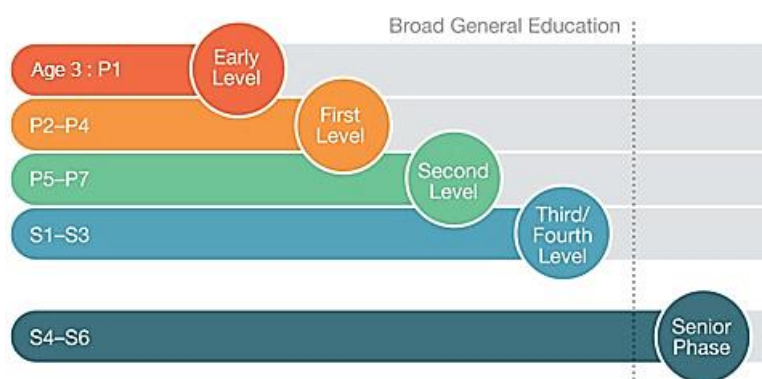 Broad General Education
Age 3 : P1
Early
Level
P2–P4
First
Level
P5–P7
Second
Level
S1–S3
Third/
Fourth
Level
S4–S6
Senior
Phase